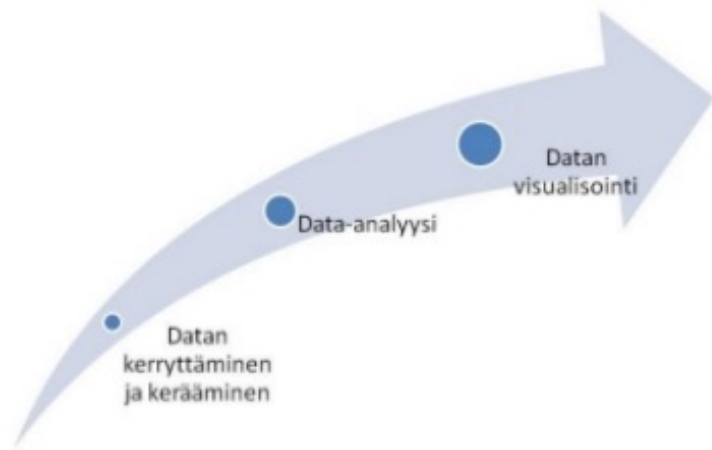 Datan
kerryttäminen
ja kerääminen
Data-analyysi
Datan
visualisointi